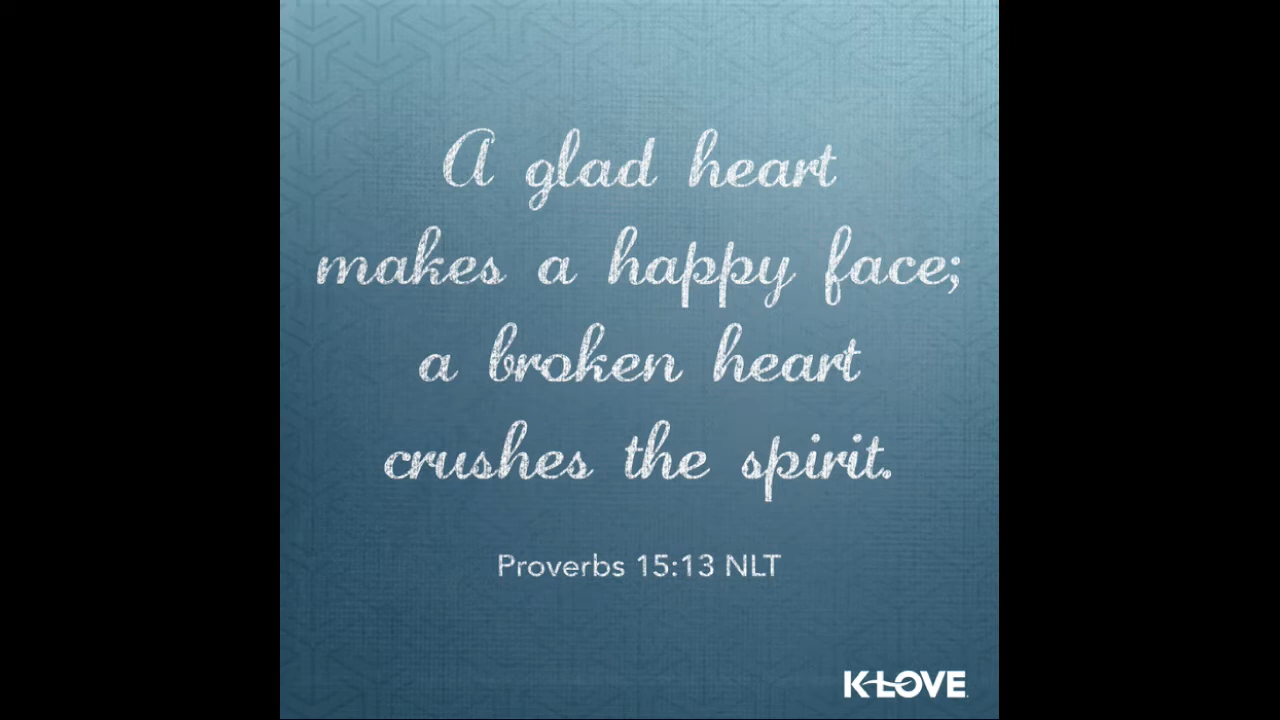 A glad heart
makes a happy face;
a broken heart
crushes the spirit.
Proverbs 15:13 NLT
K-LOVE